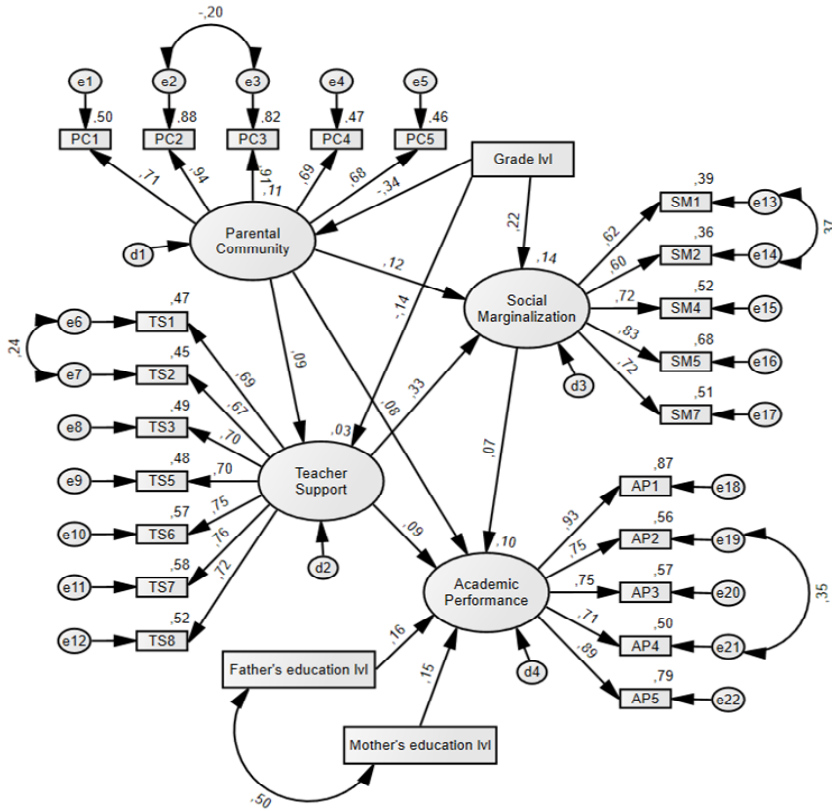 -,20
e1
e2
e3
e4
e5
,50
,88
,82
,47
,46
PC1
PC2
PC3
PC4
PC5
,71
,94
,91
,69
,68
,11
-,34
Grade lvl
Parental
Community
d1
,22
,12
-,14
,09
,08
,39
SM1
e13
,62
,37
,36
SM2
e14
,60
,14
Social
Marginalization
,52
SM4
e15
,72
,68
SM5
e16
,83
,51
SM7
e17
,72
d3
,33
,07
,47
e6
TS1
,69
,24
,45
e7
TS2
,67
,49
e8
TS3
,70
,48
e9
TS5
,70
,57
e10
TS6
,75
,58
e11
TS7
,76
,52
e12
TS8
,72
,03
Teacher
Support
d2
,09
,10
Academic
Performance
d4
,87
AP1
e18
,93
,56
AP2
e19
,75
,57
AP3
e20
,75
,35
,50
AP4
e21
,71
,79
AP5
e22
,89
,16
Father's education lvl
,15
Mother's education lvl
,50